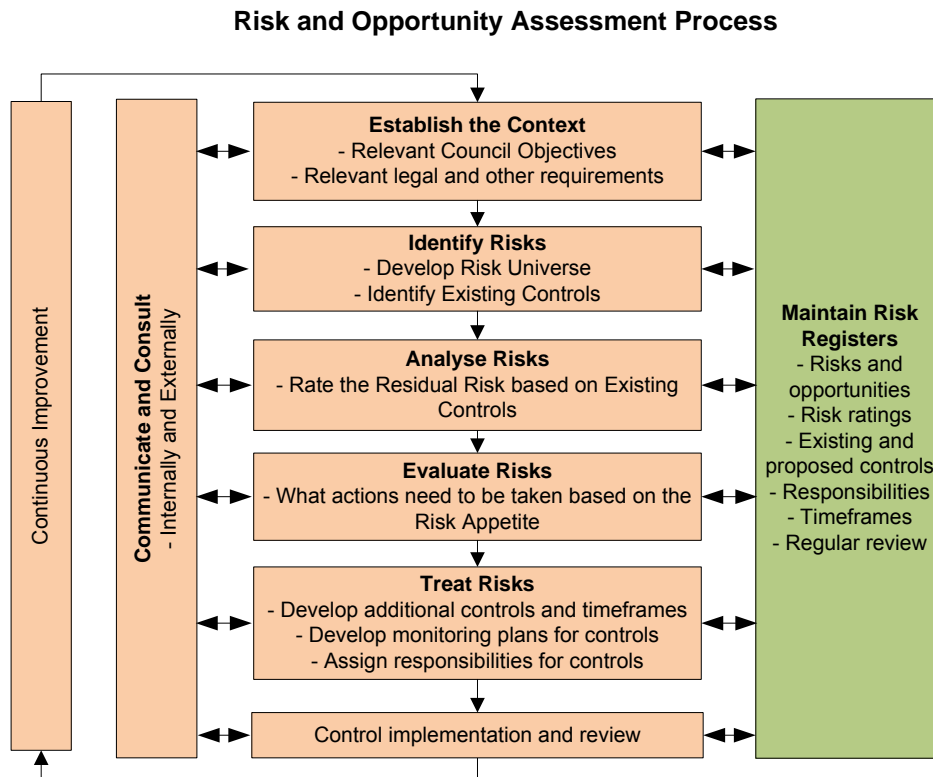 Risk and Opportunity Assessment Process
Continuous Improvement
Communicate and Consult
- Internally and Externally
Establish the Context
- Relevant Council Objectives
- Relevant legal and other requirements
Identify Risks
- Develop Risk Universe
- Identify Existing Controls
Analyse Risks
- Rate the Residual Risk based on Existing
Controls
Evaluate Risks
- What actions need to be taken based on the
Risk Appetite
Treat Risks
- Develop additional controls and timeframes
- Develop monitoring plans for controls
- Assign responsibilities for controls
Control implementation and review
Maintain Risk
Registers
- Risks and
opportunities
- Risk ratings
- Existing and
proposed controls
- Responsibilities
- Timeframes
- Regular review